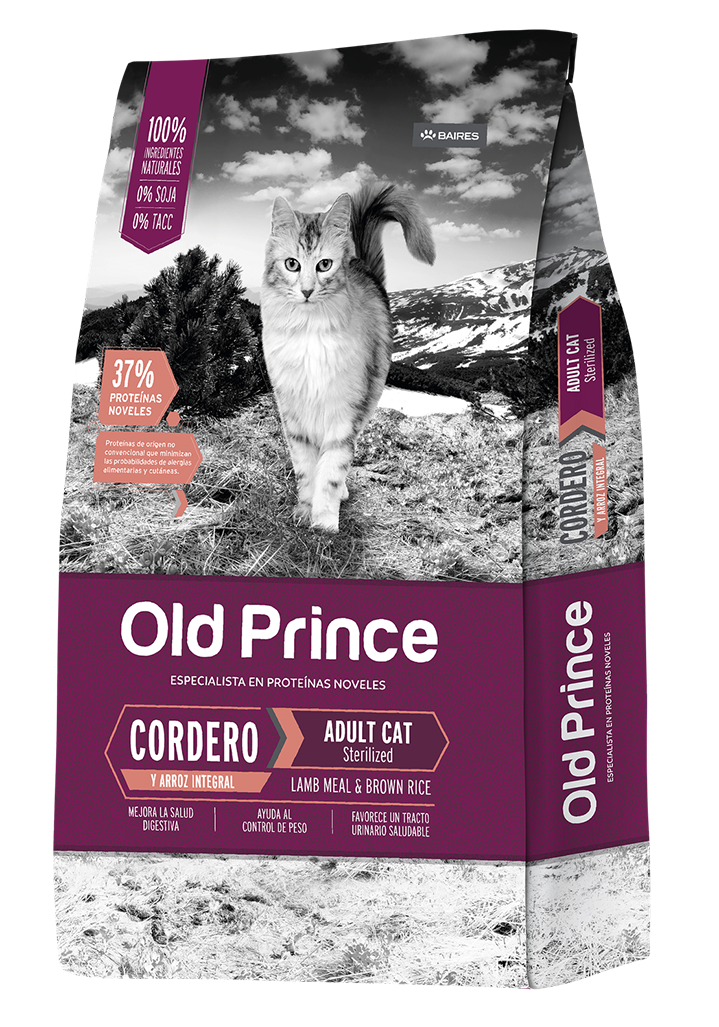 100%
INGREDIENTES
NATURALES
0% SOJA
0% TACC
BAIRES
37%
PROTEÍNAS
NOVELES
Proteínas de origen no
convencional que minimizan
las probabilidades de alergias
alimentarias y cutáneas.
Old Prince
ESPECIALISTA EN PROTEÍNAS NOVELES
CORDERO
Y ARROZ INTEGRAL
ADULT CAT
Sterilized
LAMB MEAL & BROWN RICE
MEJORA LA SALUD
DIGESTIVA
AYUDA AL
CONTROL DE PESO
FAVORECE UN TRACTO
URINARIO SALUDABLE
ADULT CAT
Sterilized
CORDERO
Y ARROZ INTEGRAL
Old Prince
ESPECIALISTA EN PROTEÍNAS NOVELES